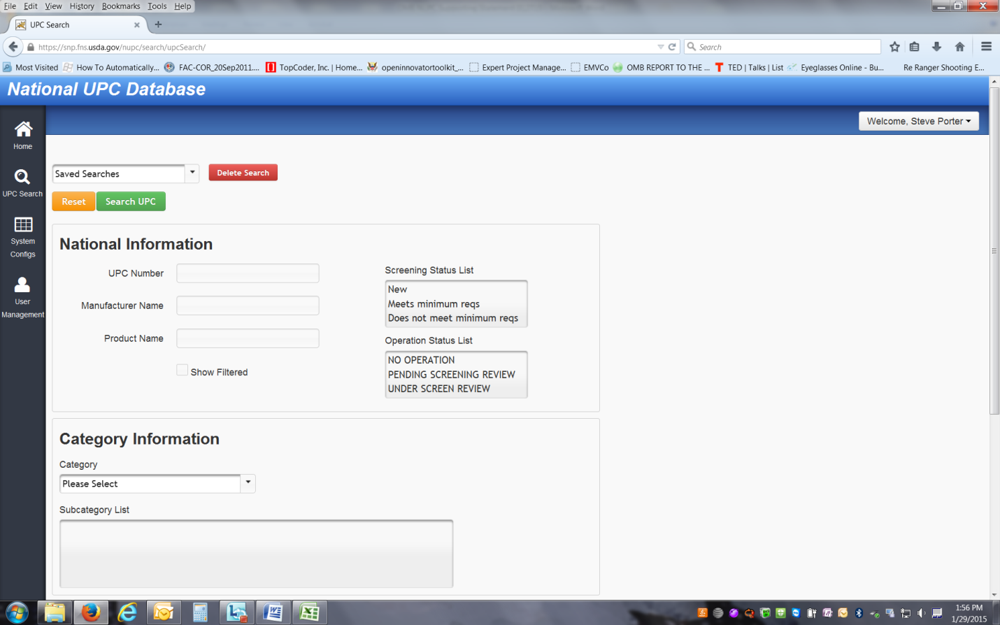 File Edit View History Bookmarks Tools Help
UPC Search
https://snp.fns.usda.gov/nupc/search/upcSearch/
Search
Most Visited How To Automatically... FAC-COR_20Sep2011.... TopCoder, Inc. | Home... openinnovatortoolkit_... Expert Project Manage... EMVCo OMB REPORT TO THE ... TED | Talks | List Eyeglasses Online - Bu... Re Ranger Shooting E...
National UPC Database
Welcome, Steve Porter
Home
UPC Search
System
Configs
User
Management
Saved Searches
Delete Search
Reset
Search UPC
National Information
UPC Number
Manufacturer Name
Product Name
Show Filtered
Screening Status List
New
Meets minimum reqs
Does not meet minimum reqs
Operation Status List
NO OPERATION
PENDING SCREENING REVIEW
UNDER SCREEN REVIEW
Category Information
Category
Please Select
Subcategory List
1:56 PM
1/29/2015